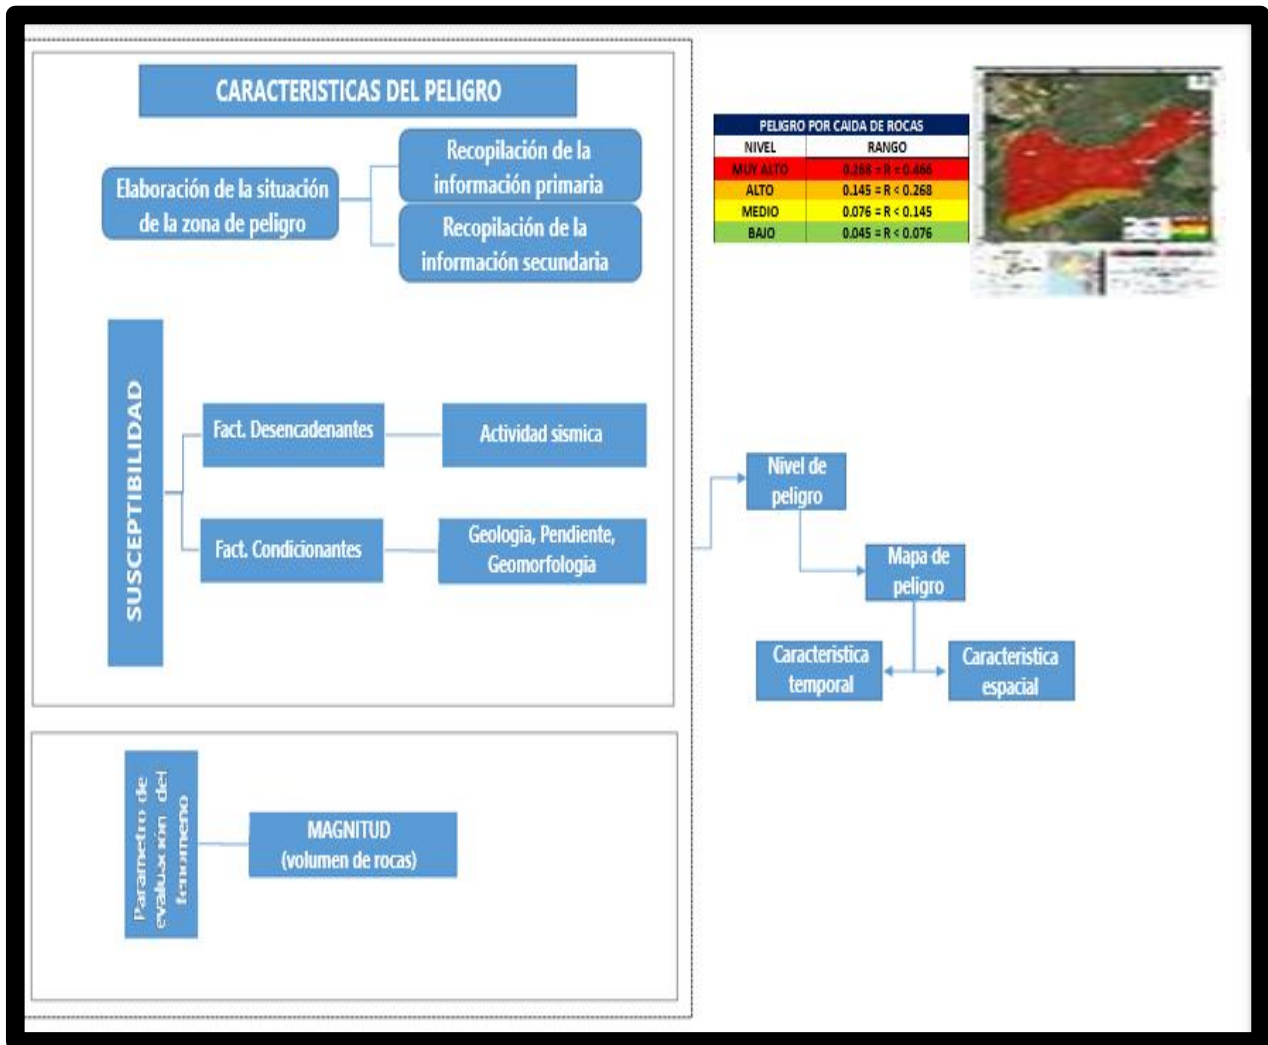 CARACTERISTICAS DEL PELIGRO
Elaboración de la situación
de la zona de peligro
Recopilación de la
información primaria
Recopilación de la
información secundaria
SUSCEPTIBILIDAD
Fact. Desencadenantes
Actividad sísmica
Fact. Condicionantes
Geologia, Pendiente,
Geomorfologia
Parametro de
evaluación del
fenomeno
MAGNITUD
(volumen de rocas)
PELIGRO POR CAIDA DE ROCAS
NIVEL RANGO
MUY ALTO 0.268 = R = 0.466
ALTO 0.145 = R < 0.268
MEDIO 0.076 = R < 0.145
BAJO 0.045 = R < 0.076
Nivel de
peligro
Mapa de
peligro
Caracteristica
temporal
Caracteristica
espacial